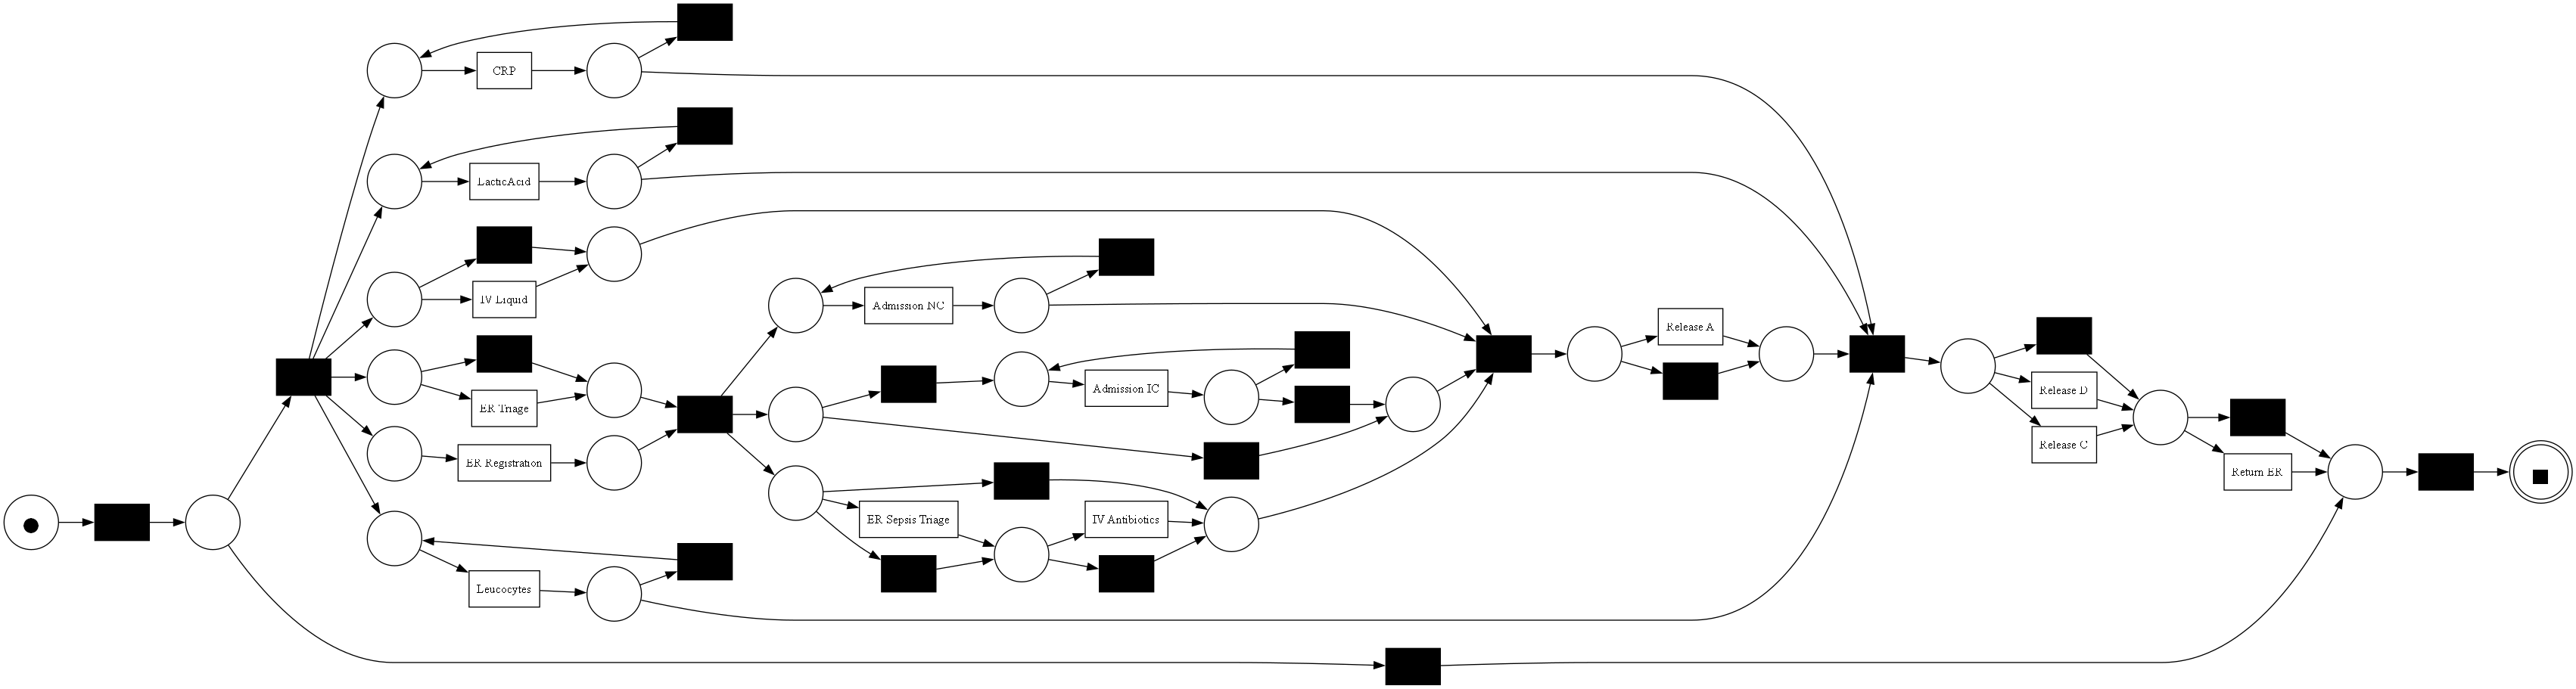 CRP
LacticAcid
IV Liquid
ER Triage
ER Registration
Leucocytes
Admission NC
Admission IC
ER Sepsis Triage
IV Antibiotics
Release A
Release D
Release C
Return ER